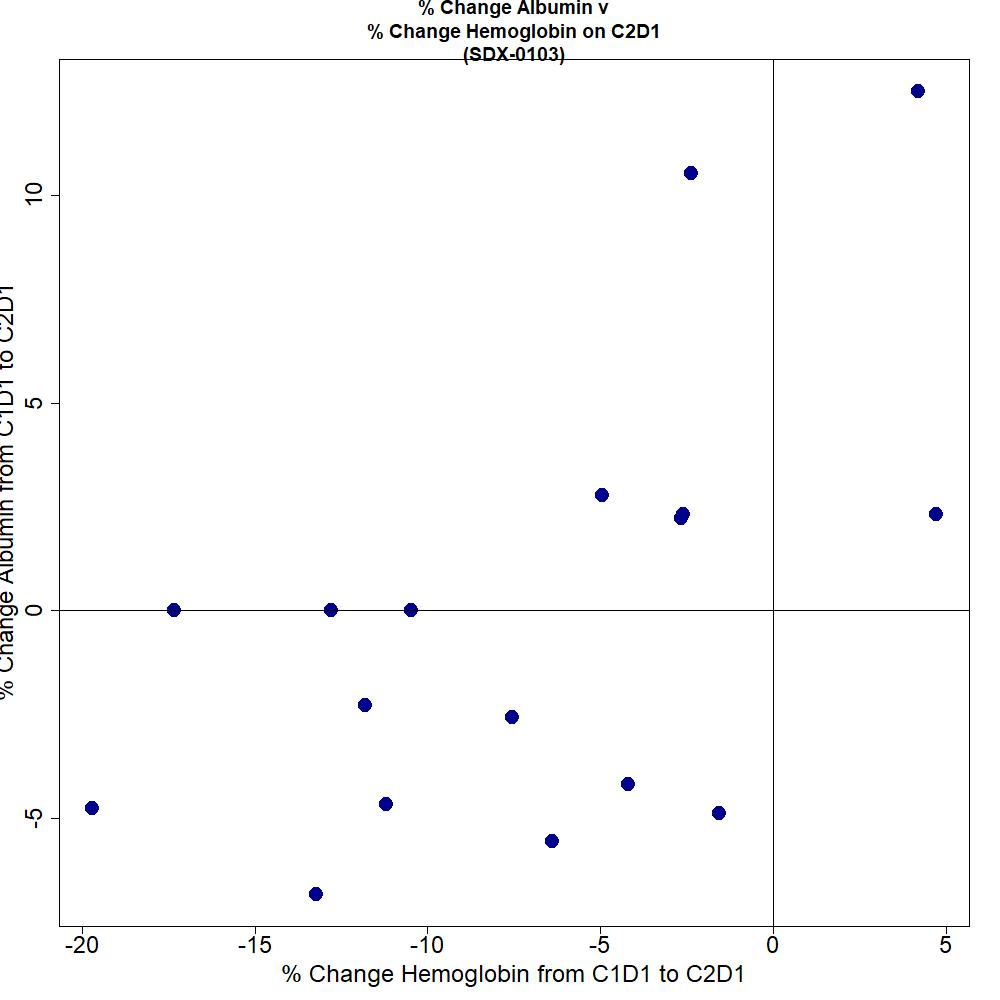 % Change Albumin v
% Change Hemoglobin on C2D1
(SDX-0103)
% Change Albumin from C1D1 to C2D1
10
5
0
-5
-20
-15
-10
-5
0
5
% Change Hemoglobin from C1D1 to C2D1